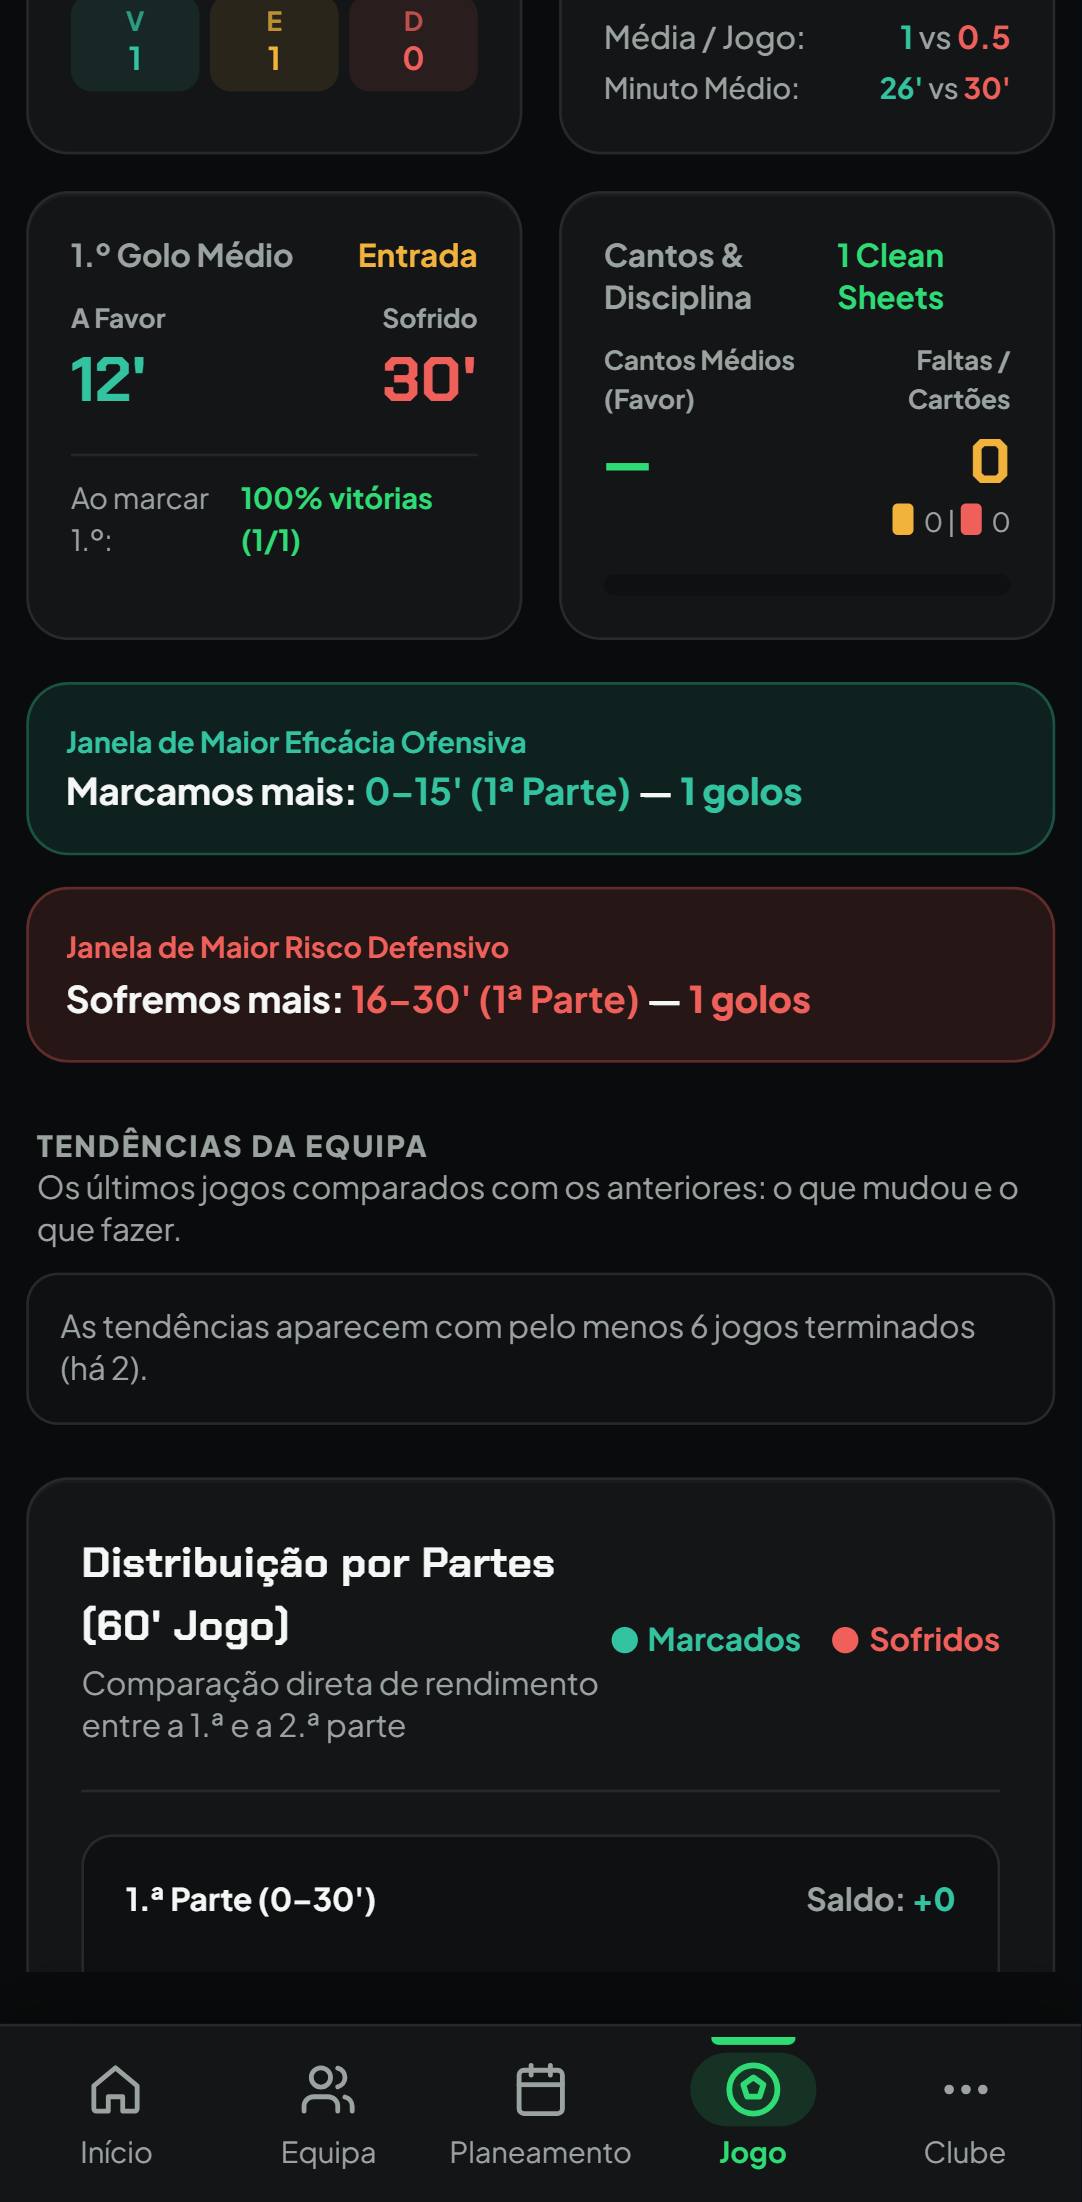 V E D
1 1 0
Média / Jogo: 1 vs 0.5
Minuto Médio: 26' vs 30'
1.º Golo Médio Entrada
A Favor Sofrido
12' 30'
Ao marcar 1.º:
100% vitórias (1/1)
Cantos & Disciplina
1 Clean Sheets
Cantos Médios (Favor)
Faltas / Cartões
— 0
0 | 0
Janela de Maior Eficácia Ofensiva
Marcamos mais: 0–15' (1ª Parte) — 1 golos
Janela de Maior Risco Defensivo
Sofremos mais: 16–30' (1ª Parte) — 1 golos
TENDÊNCIAS DA EQUIPA
Os últimos jogos comparados com os anteriores: o que mudou e o
que fazer.
As tendências aparecem com pelo menos 6 jogos terminados
(há 2).
Distribuição por Partes
(60' Jogo)
Marcados Sofridos
Comparação direta de rendimento
entre a 1.ª e a 2.ª parte
1.ª Parte (0–30') Saldo: +0
Início Equipa Planeamento Jogo Clube